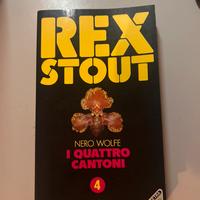 REX
STOUT
NERO WOLFE
I QUATTRO
CANTONI
4